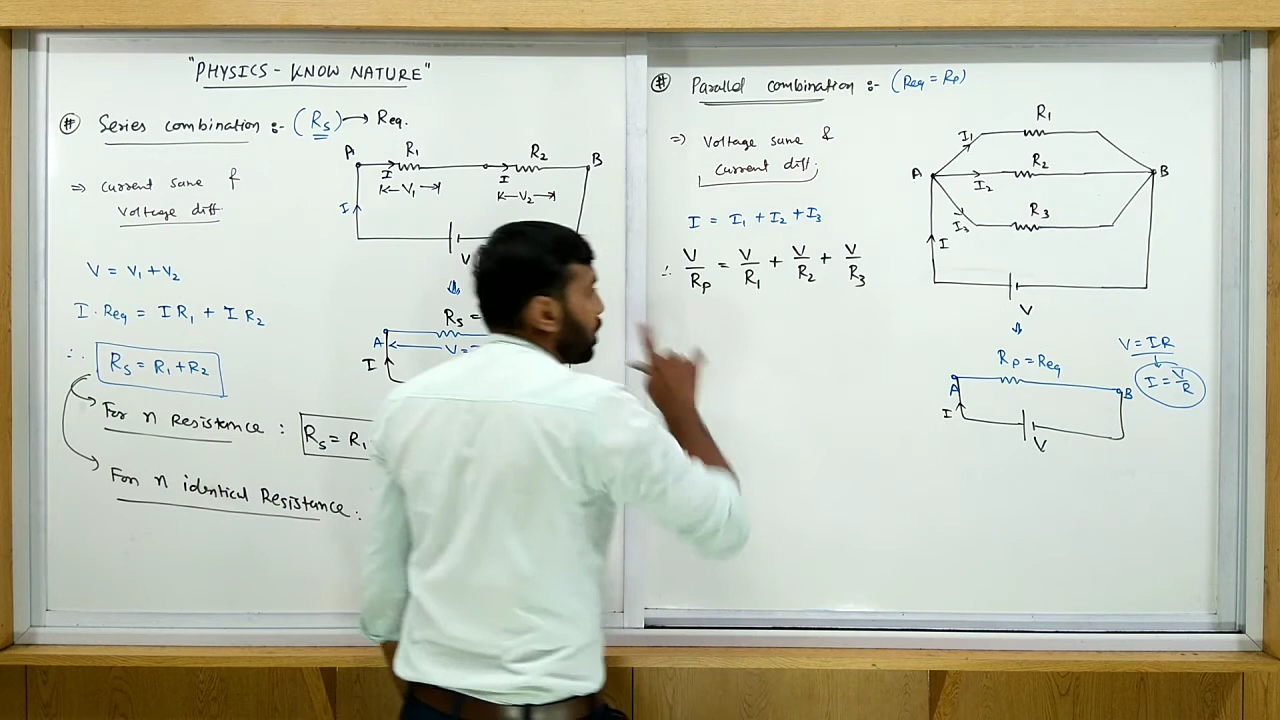 "PHYSICS - KNOW NATURE"
# Series combination :- (Rs) → Req.
⇒ Current same &
Voltage diff
V = V1 + V2
I · Req = I R1 + I R2
∴ Rs = R1 + R2
For n Resistance : Rs = R1
For n identical Resistance :
A R1 R2 B
I I
V1 V2
I
V
Rs =
A V =
I
# Parallel combination :- (Req = Rp)
⇒ Voltage same &
Current diff;
I = I1 + I2 + I3
∴ V/Rp = V/R1 + V/R2 + V/R3
R1
I1
R2
A B
I2
R3
I3
I
V
V = IR
Rp = Req
I = V/R
A B
I
V